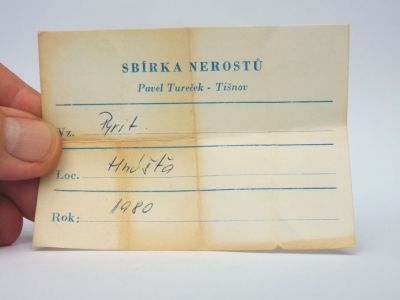 SBÍRKA NEROSTŮ
Pavel Tureček - Tišnov
Vz. Pyrit.
Loc. Hnúšťa
Rok: 1980